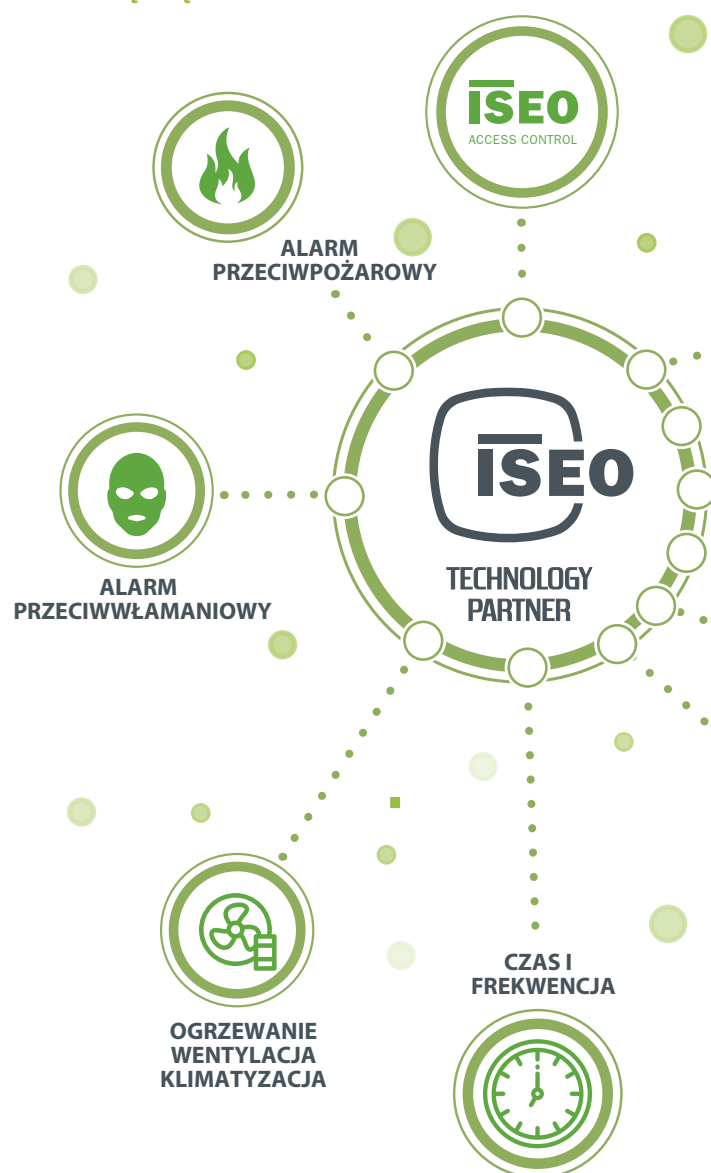 ISEO
ACCESS CONTROL
ALARM
PRZECIWPOŻAROWY
ISEO
TECHNOLOGY
PARTNER
ALARM
PRZECIWWŁAMANIOWY
CZAS I
FREKWENCJA
OGRZEWANIE
WENTYLACJA
KLIMATYZACJA